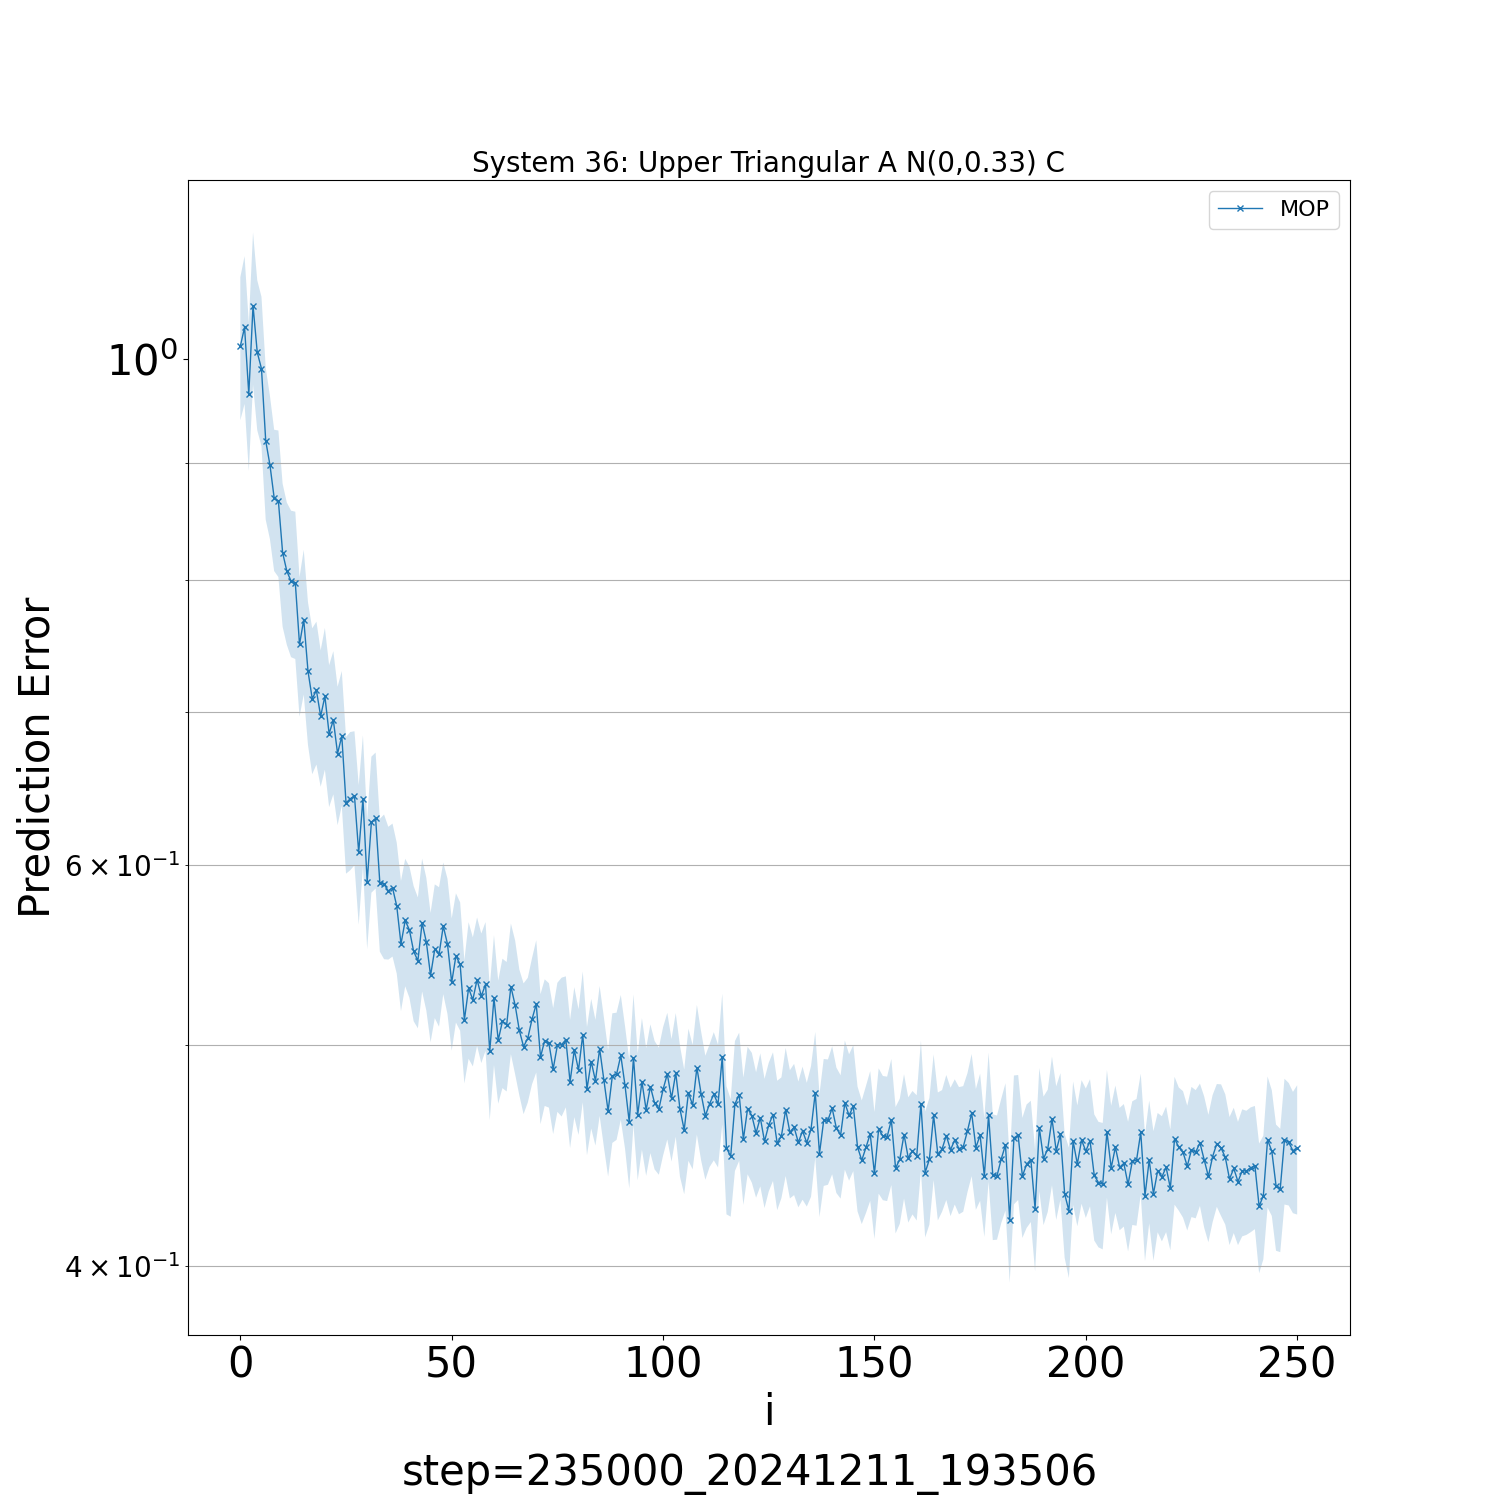 System 36: Upper Triangular A N(0,0.33) C
MOP
10⁰
6 × 10⁻¹
4 × 10⁻¹
Prediction Error
0 50 100 150 200 250
i
step=235000_20241211_193506